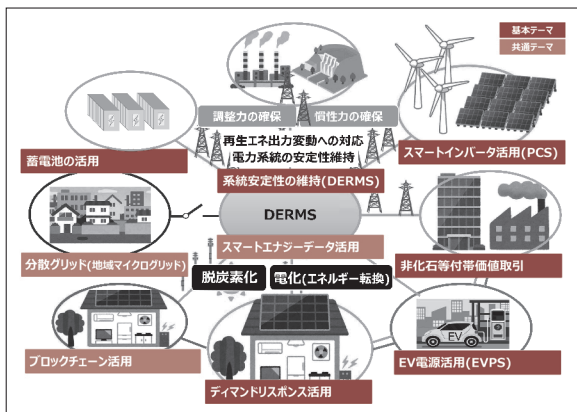 基本テーマ
共通テーマ
調整力の確保
慣性力の確保
再生エネ出力変動への対応
電力系統の安定性維持
系統安定性の維持(DERMS)
蓄電池の活用
スマートインバータ活用(PCS)
DERMS
スマートエナジーデータ活用
分散グリッド(地域マイクログリッド)
非化石等付帯価値取引
脱炭素化
電化(エネルギー転換)
ブロックチェーン活用
EV
EV電源活用(EVPS)
ディマンドリスポンス活用